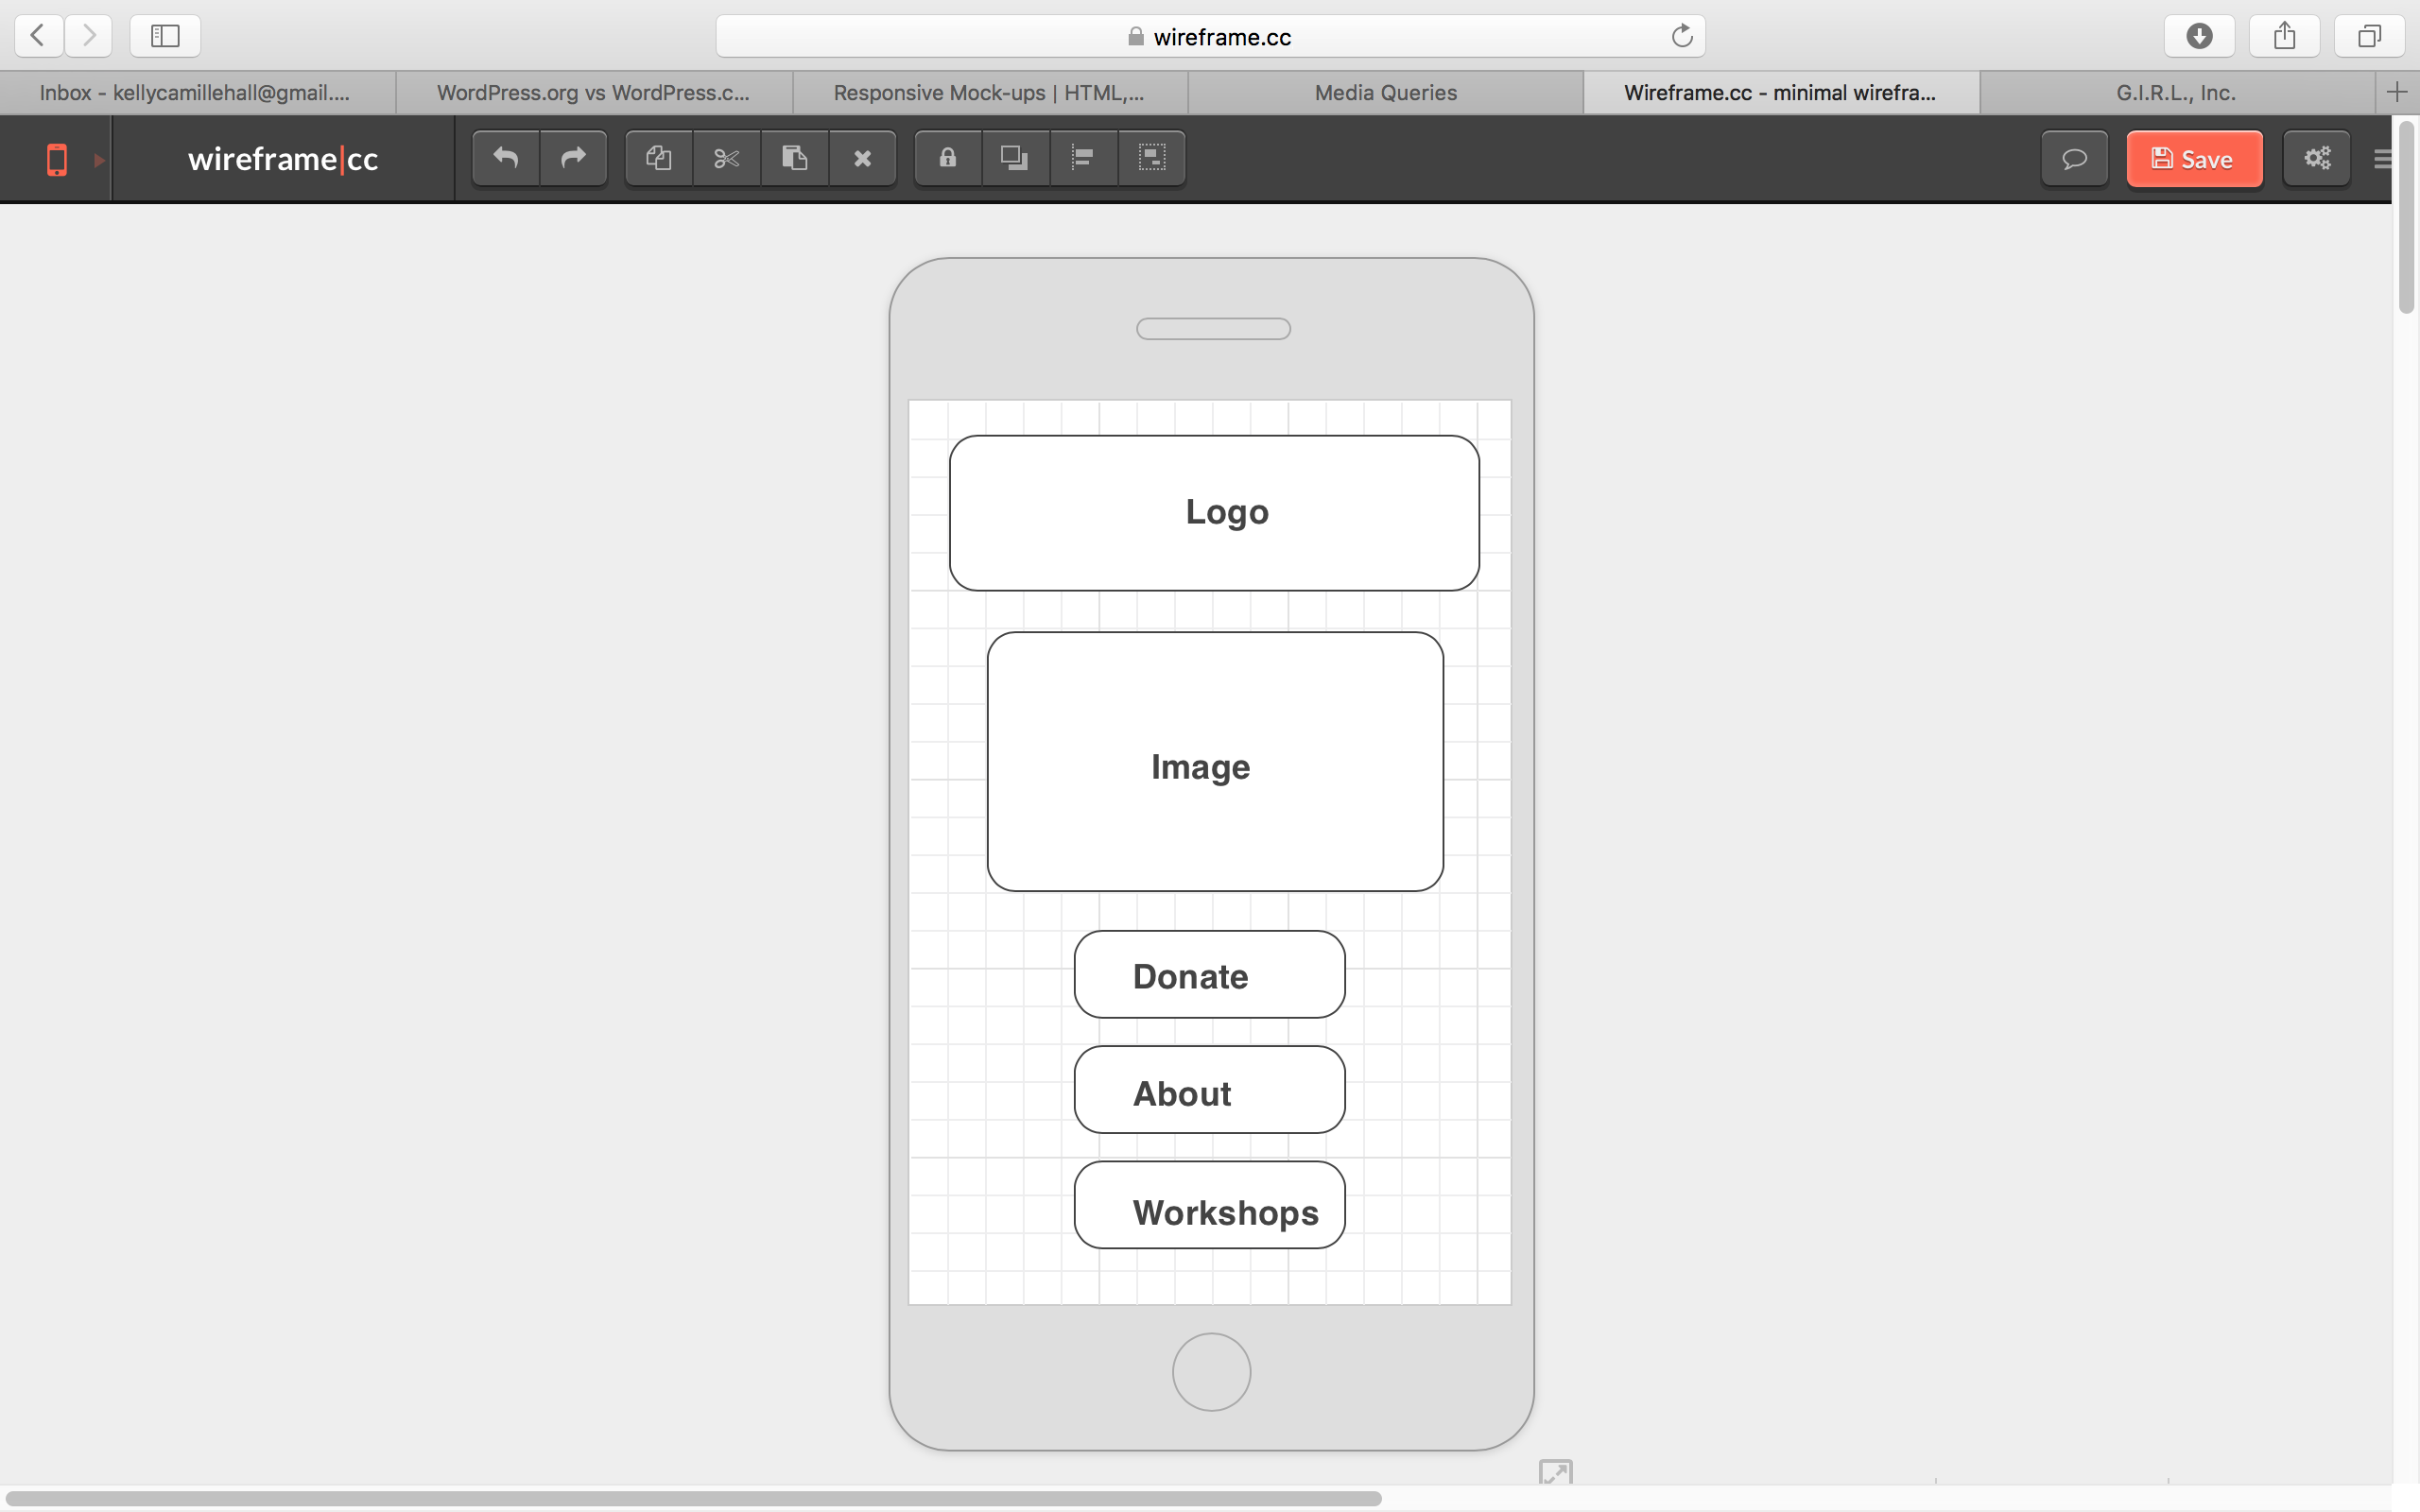 wireframe.cc
Inbox - kellycamillehall@gmail....
WordPress.org vs WordPress.c...
Responsive Mock-ups | HTML,...
Media Queries
Wireframe.cc - minimal wirefra...
G.I.R.L., Inc.
wireframe|cc
Save
Logo
Image
Donate
About
Workshops